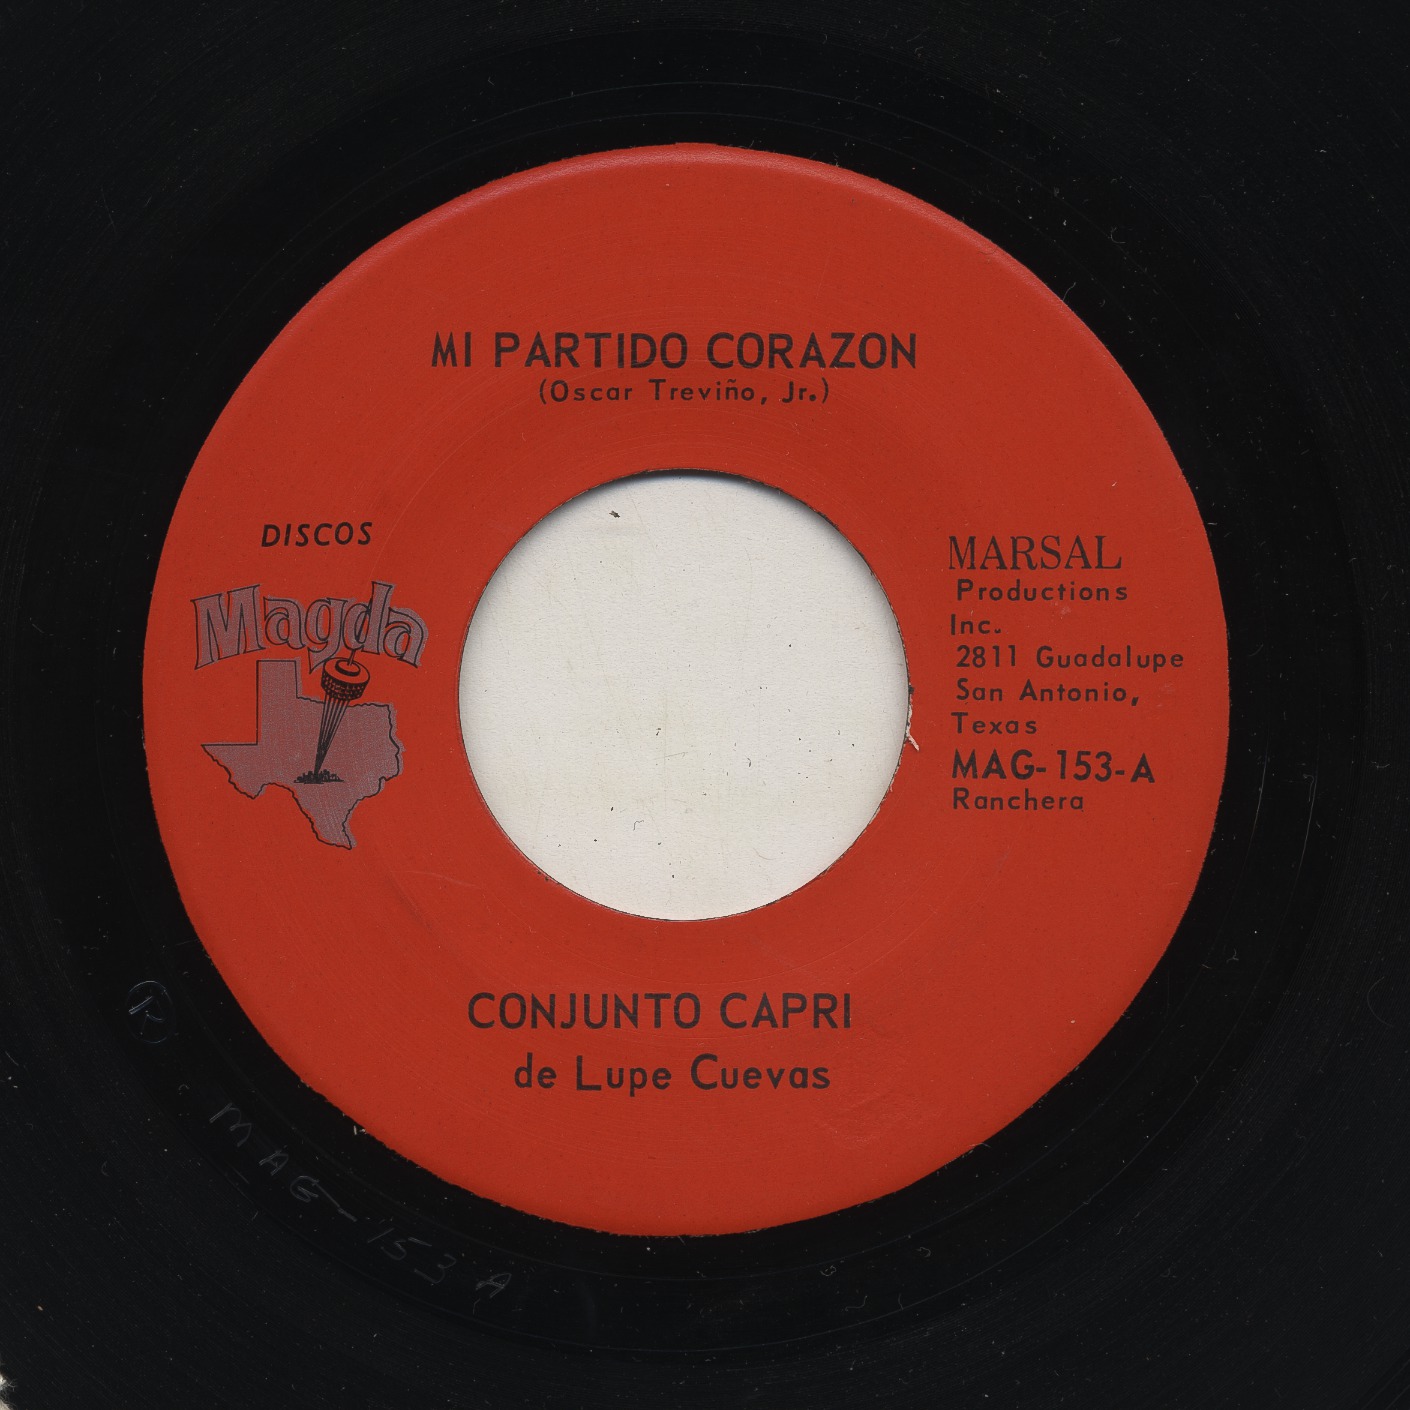 MI PARTIDO CORAZON
(Oscar Treviño, Jr.)
DISCOS
Magda
MARSAL
Productions
Inc.
2811 Guadalupe
San Antonio,
Texas
MAG-153-A
Ranchera
CONJUNTO CAPRI
de Lupe Cuevas
R
MAG-153 A